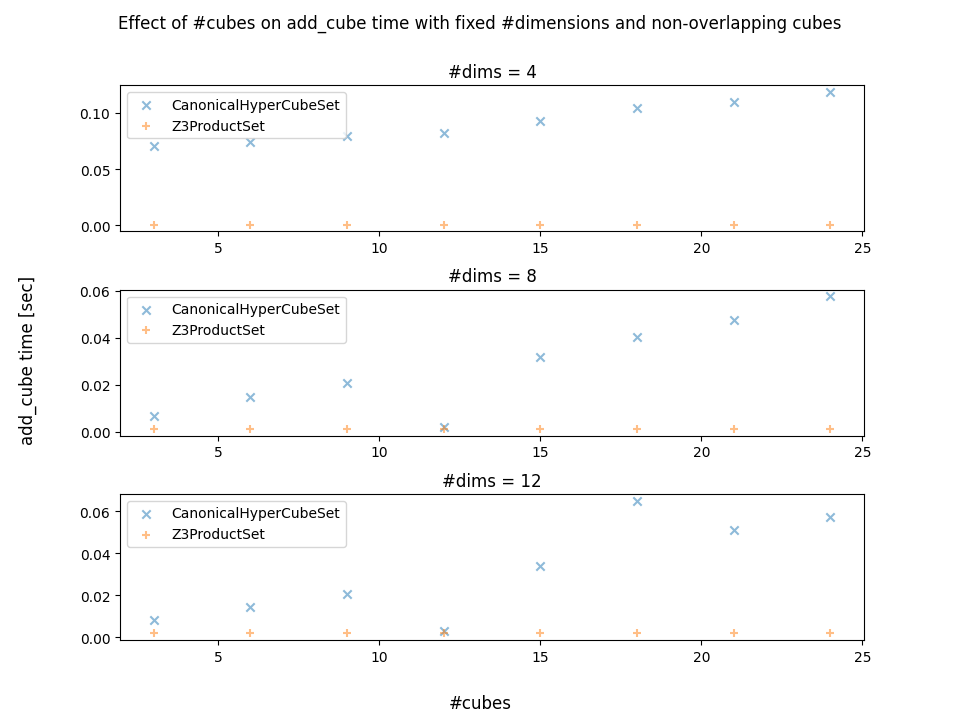 Effect of #cubes on add_cube time with fixed #dimensions and non-overlapping cubes
#dims = 4
CanonicalHyperCubeSet
Z3ProductSet
0.10
0.05
0.00
5 10 15 20 25
#dims = 8
CanonicalHyperCubeSet
Z3ProductSet
0.06
0.04
0.02
0.00
5 10 15 20 25
add_cube time [sec]
#dims = 12
CanonicalHyperCubeSet
Z3ProductSet
0.06
0.04
0.02
0.00
5 10 15 20 25
#cubes